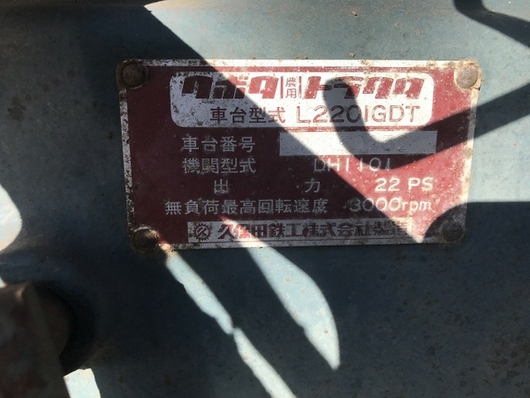 クボタ農用トラクタ
車台型式 L2201GDT
車台番号
機関型式 DH1101
出力 22 PS
無負荷最高回転速度 3000rpm
久保田鉄工株式会社製造